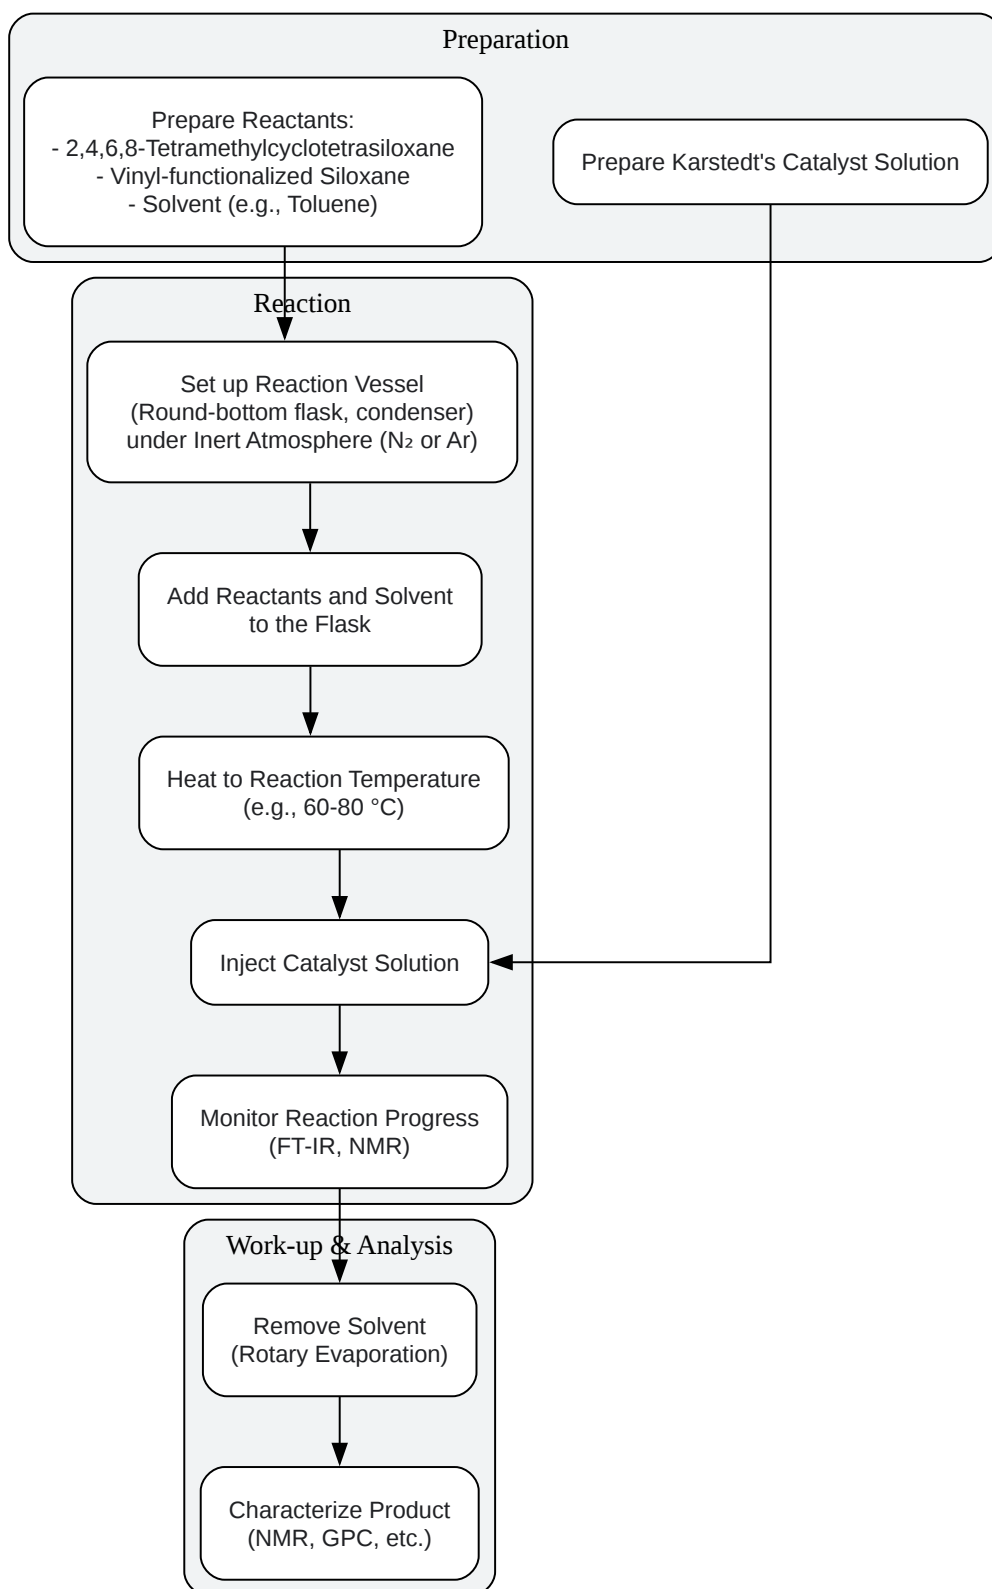 Preparation
Prepare Reactants:
- 2,4,6,8-Tetramethylcyclotetrasiloxane
- Vinyl-functionalized Siloxane
- Solvent (e.g., Toluene)
Prepare Karstedt's Catalyst Solution
Reaction
Set up Reaction Vessel
(Round-bottom flask, condenser)
under Inert Atmosphere (N₂ or Ar)
Add Reactants and Solvent
to the Flask
Heat to Reaction Temperature
(e.g., 60-80 °C)
Inject Catalyst Solution
Monitor Reaction Progress
(FT-IR, NMR)
Work-up & Analysis
Remove Solvent
(Rotary Evaporation)
Characterize Product
(NMR, GPC, etc.)